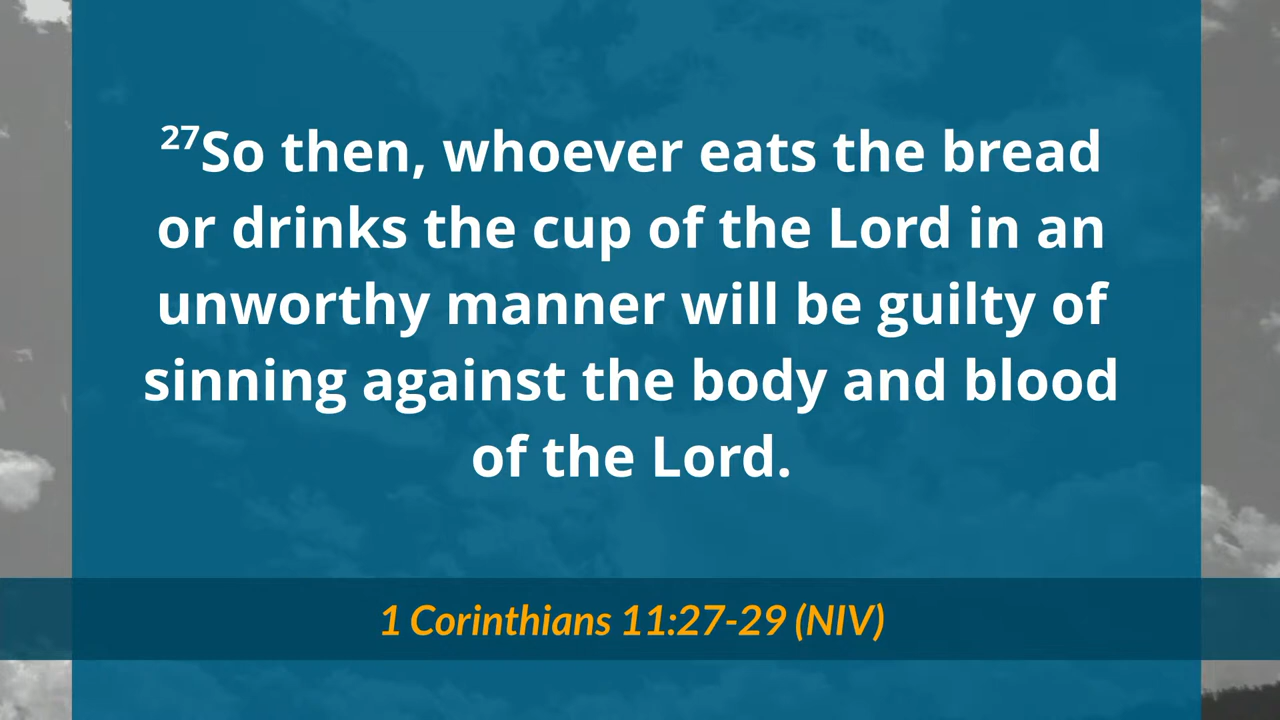 27So then, whoever eats the bread
or drinks the cup of the Lord in an
unworthy manner will be guilty of
sinning against the body and blood
of the Lord.
1 Corinthians 11:27-29 (NIV)